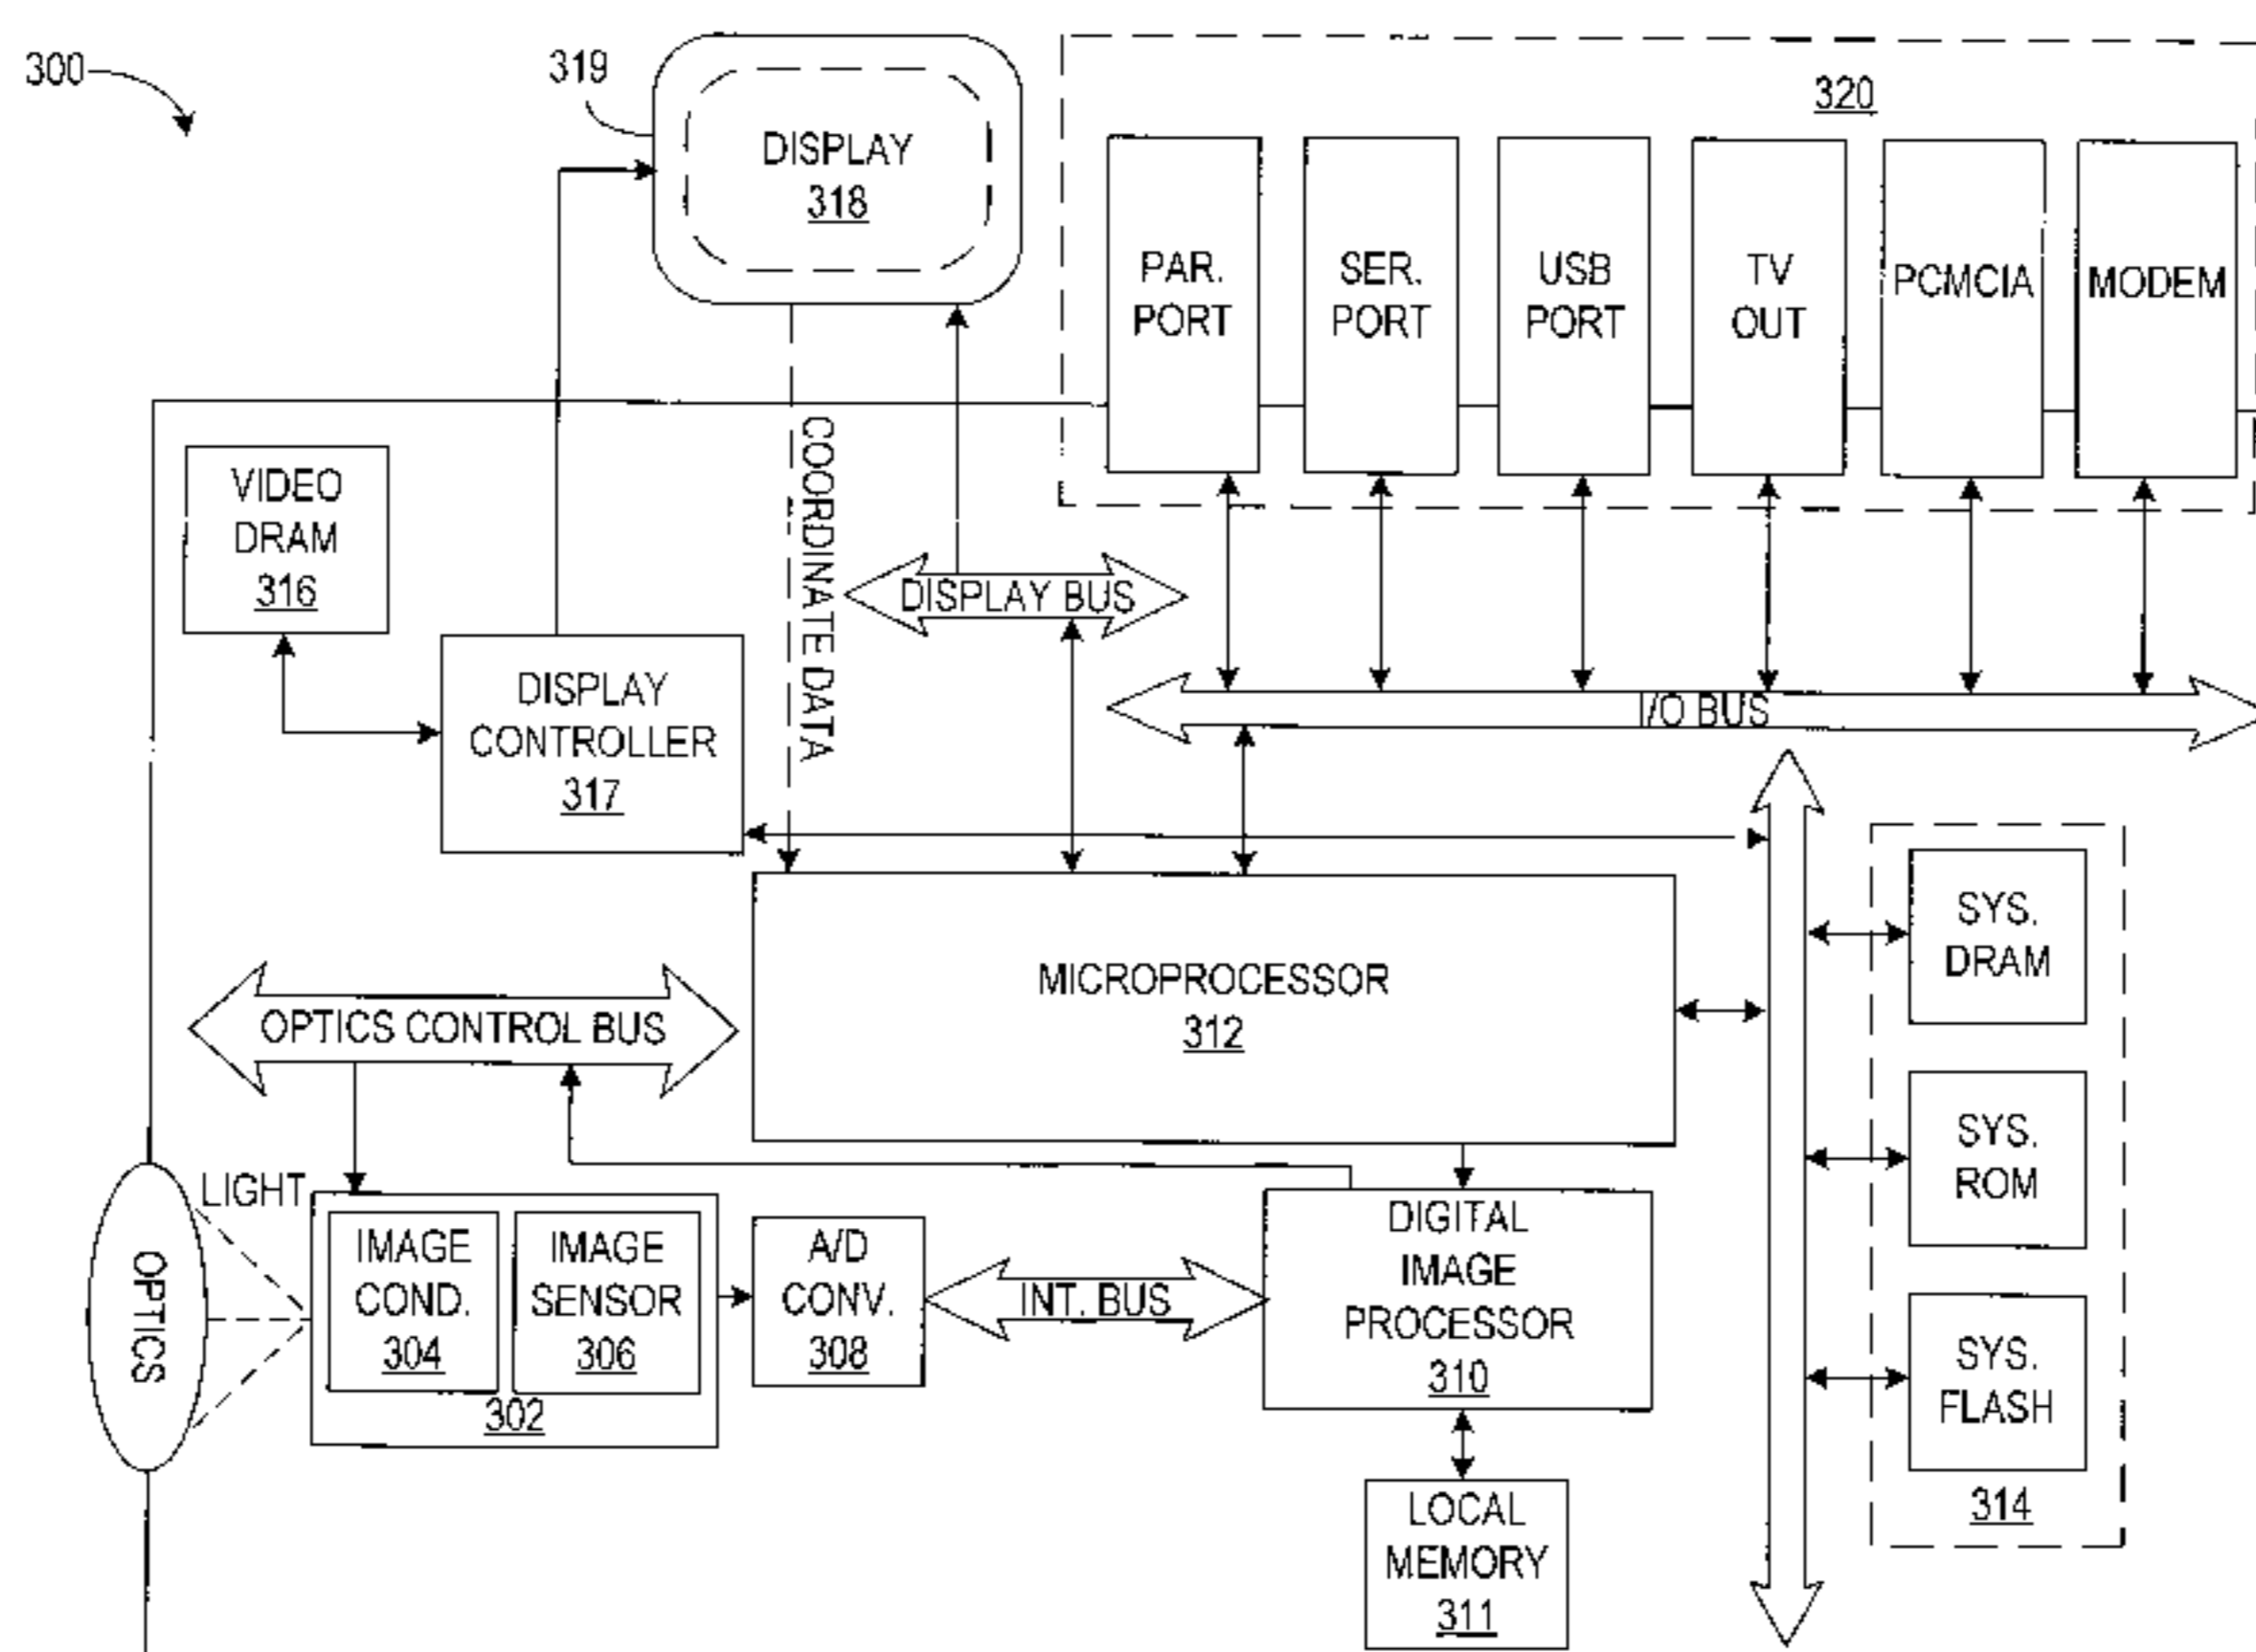 300
319
DISPLAY
318
320
PAR.
PORT
SER.
PORT
USB
PORT
TV
OUT
PCMCIA
MODEM
VIDEO
DRAM
316
COORDINATE DATA
DISPLAY BUS
DISPLAY
CONTROLLER
317
I/O BUS
MICROPROCESSOR
312
OPTICS CONTROL BUS
SYS.
DRAM
SYS.
ROM
SYS.
FLASH
314
LIGHT
OPTICS
IMAGE
COND.
304
IMAGE
SENSOR
306
302
A/D
CONV.
308
INT. BUS
DIGITAL
IMAGE
PROCESSOR
310
LOCAL
MEMORY
311